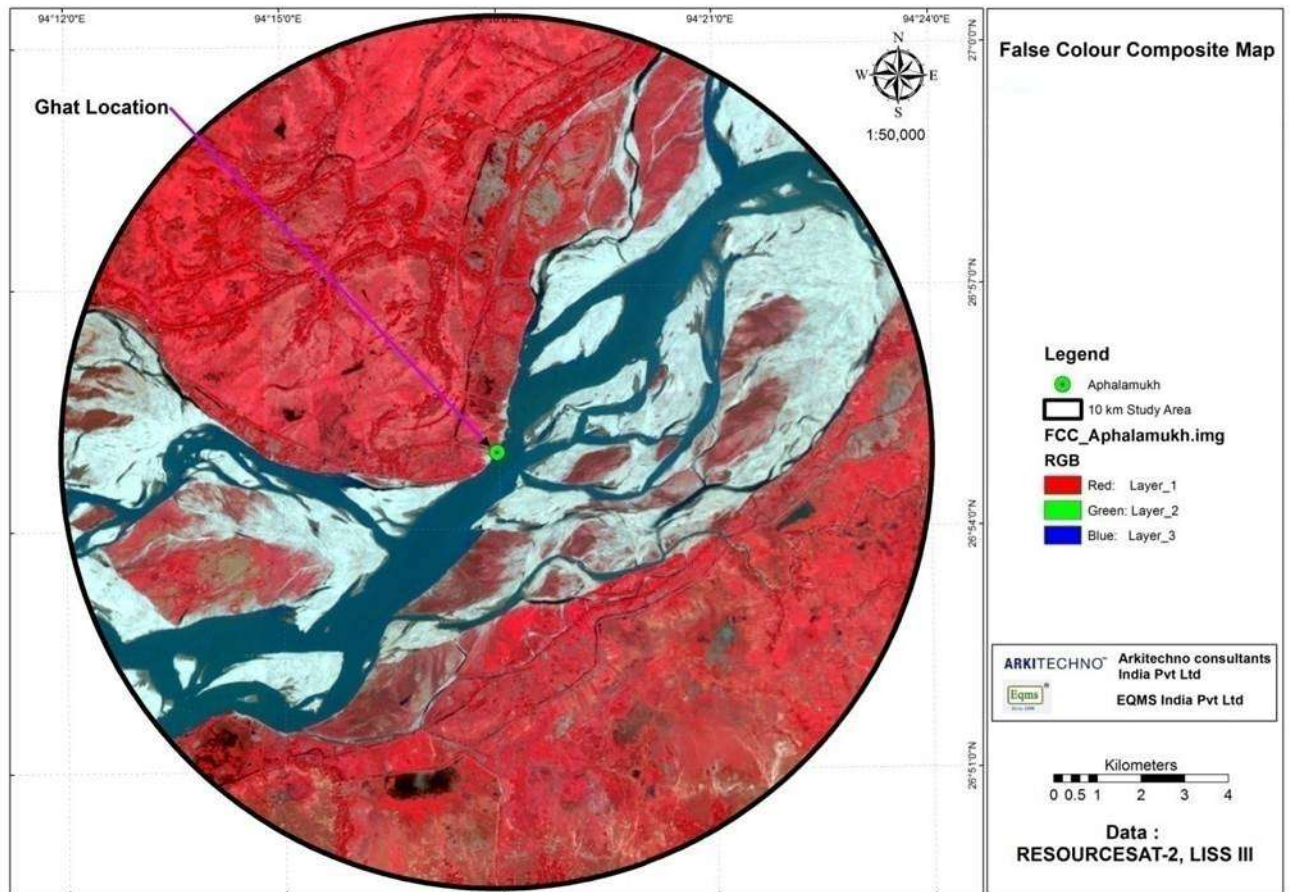 94°12'0"E
94°15'0"E
94°21'0"E
94°24'0"E
N
W E
S
1:50,000
Ghat Location
27°0'0"N
26°57'0"N
26°54'0"N
26°51'0"N
False Colour Composite Map
Legend
Aphalamukh
10 km Study Area
FCC_Aphalamukh.img
RGB
Red: Layer_1
Green: Layer_2
Blue: Layer_3
ARKITECHNO™
Arkitechno consultants
India Pvt Ltd
Eqms
EQMS India Pvt Ltd
Kilometers
0 0.5 1 2 3 4
Data :
RESOURCESAT-2, LISS III